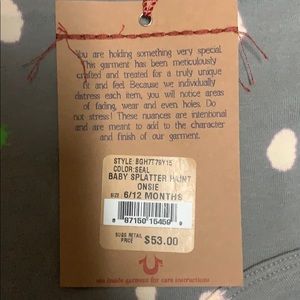 You are holding something very special.
This garment has been meticulously
crafted and treated for a truly unique
fit and feel. Because we individually
distress each item, you will notice areas
of fading, wear and even holes. Do
not stress! These nuances are intentional
and are meant to add to the character
and finish of our garment.
STYLE: BGH7T79Y15
COLOR: SEAL
BABY SPLATTER PAINT
ONSIE
SIZE: 6/12 MONTHS
SUGG RETAIL
PRICE $53.00
see inside garment for care instructions